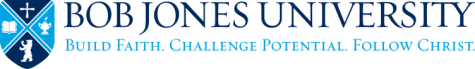 BOB JONES UNIVERSITY
BUILD FAITH. CHALLENGE POTENTIAL. FOLLOW CHRIST.